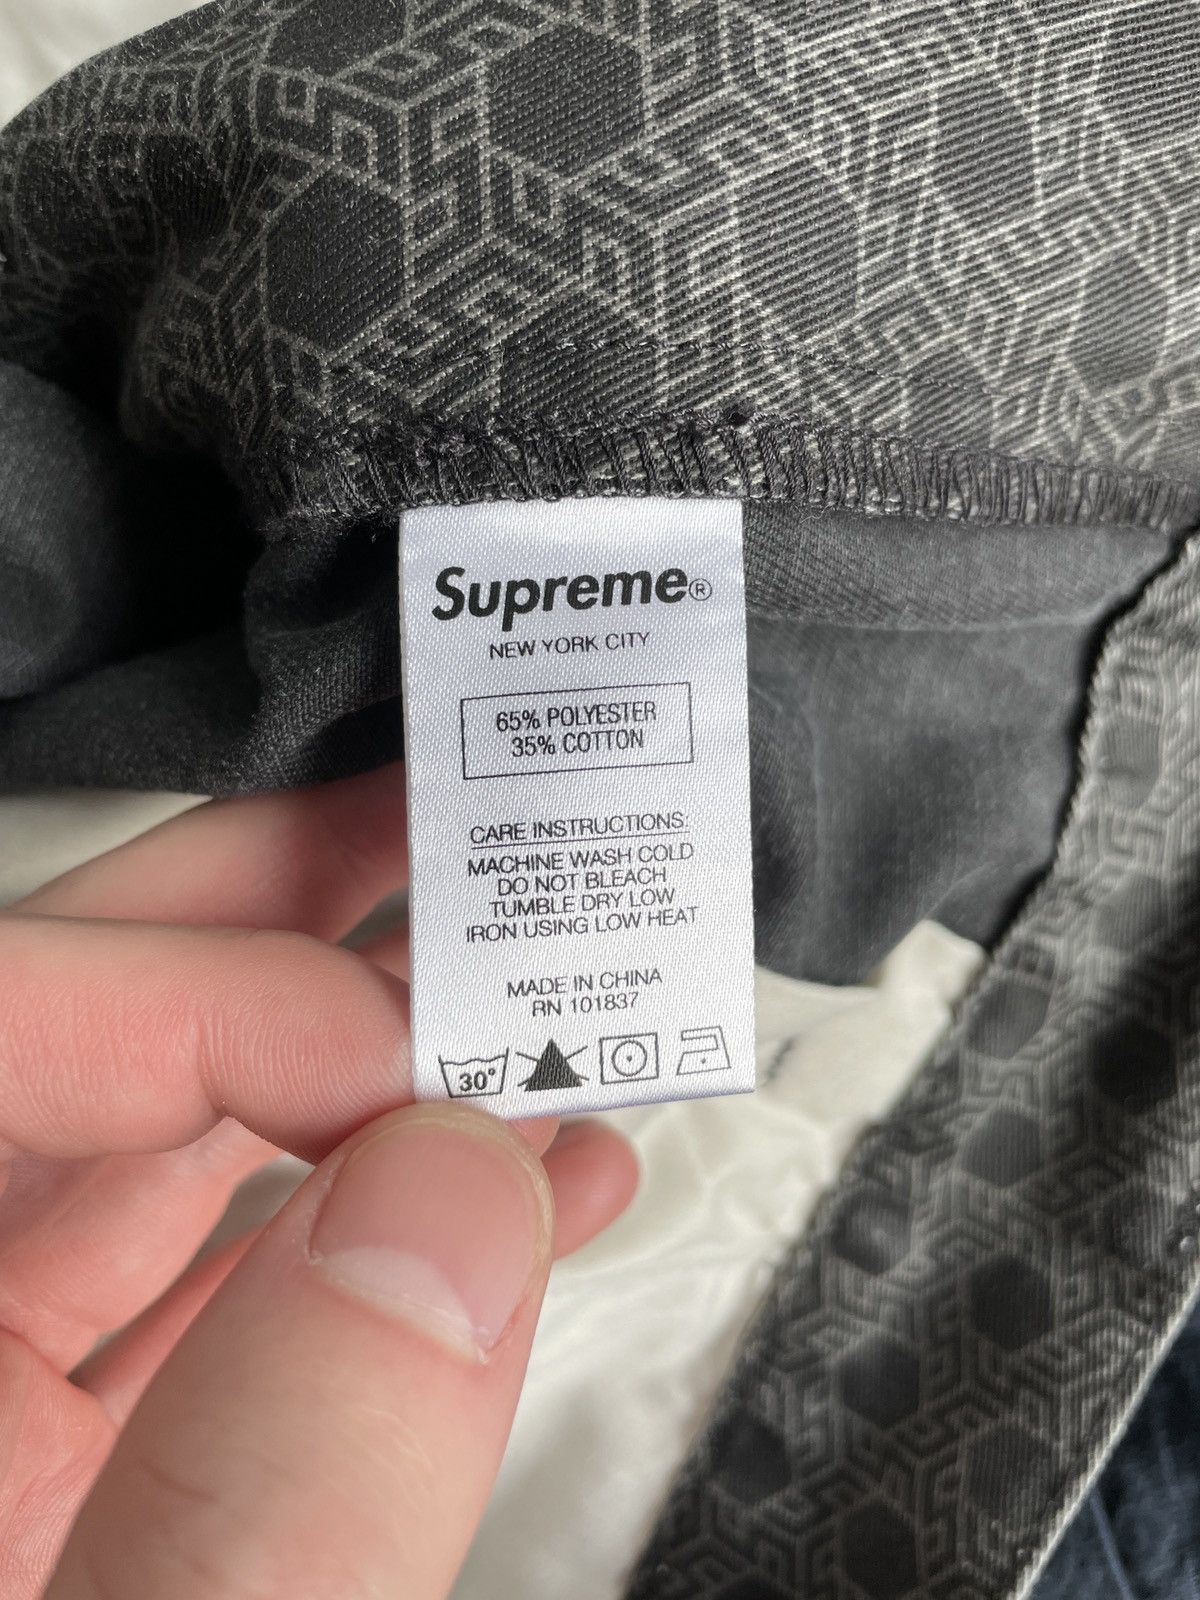 Supreme®
NEW YORK CITY
65% POLYESTER
35% COTTON
CARE INSTRUCTIONS:
MACHINE WASH COLD
DO NOT BLEACH
TUMBLE DRY LOW
IRON USING LOW HEAT
MADE IN CHINA
RN 101837
30°